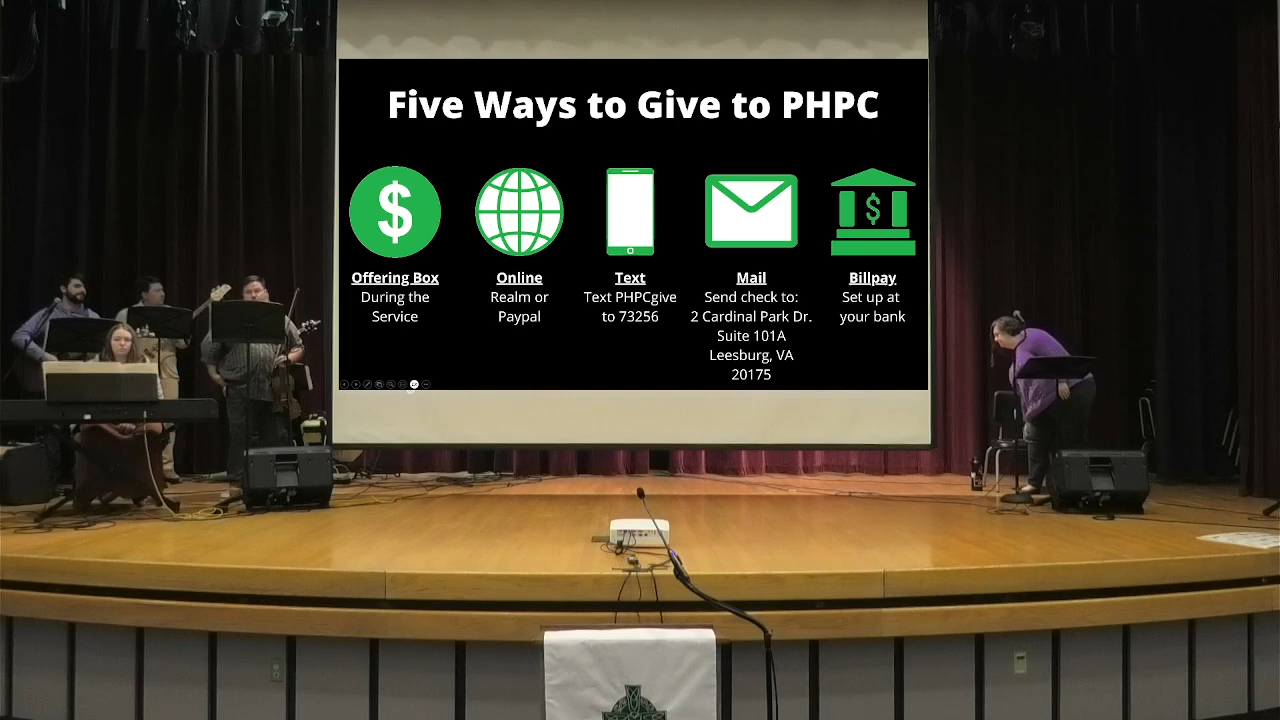 Five Ways to Give to PHPC
$
$
Offering Box
During the
Service
Online
Realm or
Paypal
Text
Text PHPCgive
to 73256
Mail
Send check to:
2 Cardinal Park Dr.
Suite 101A
Leesburg, VA
20175
Billpay
Set up at
your bank